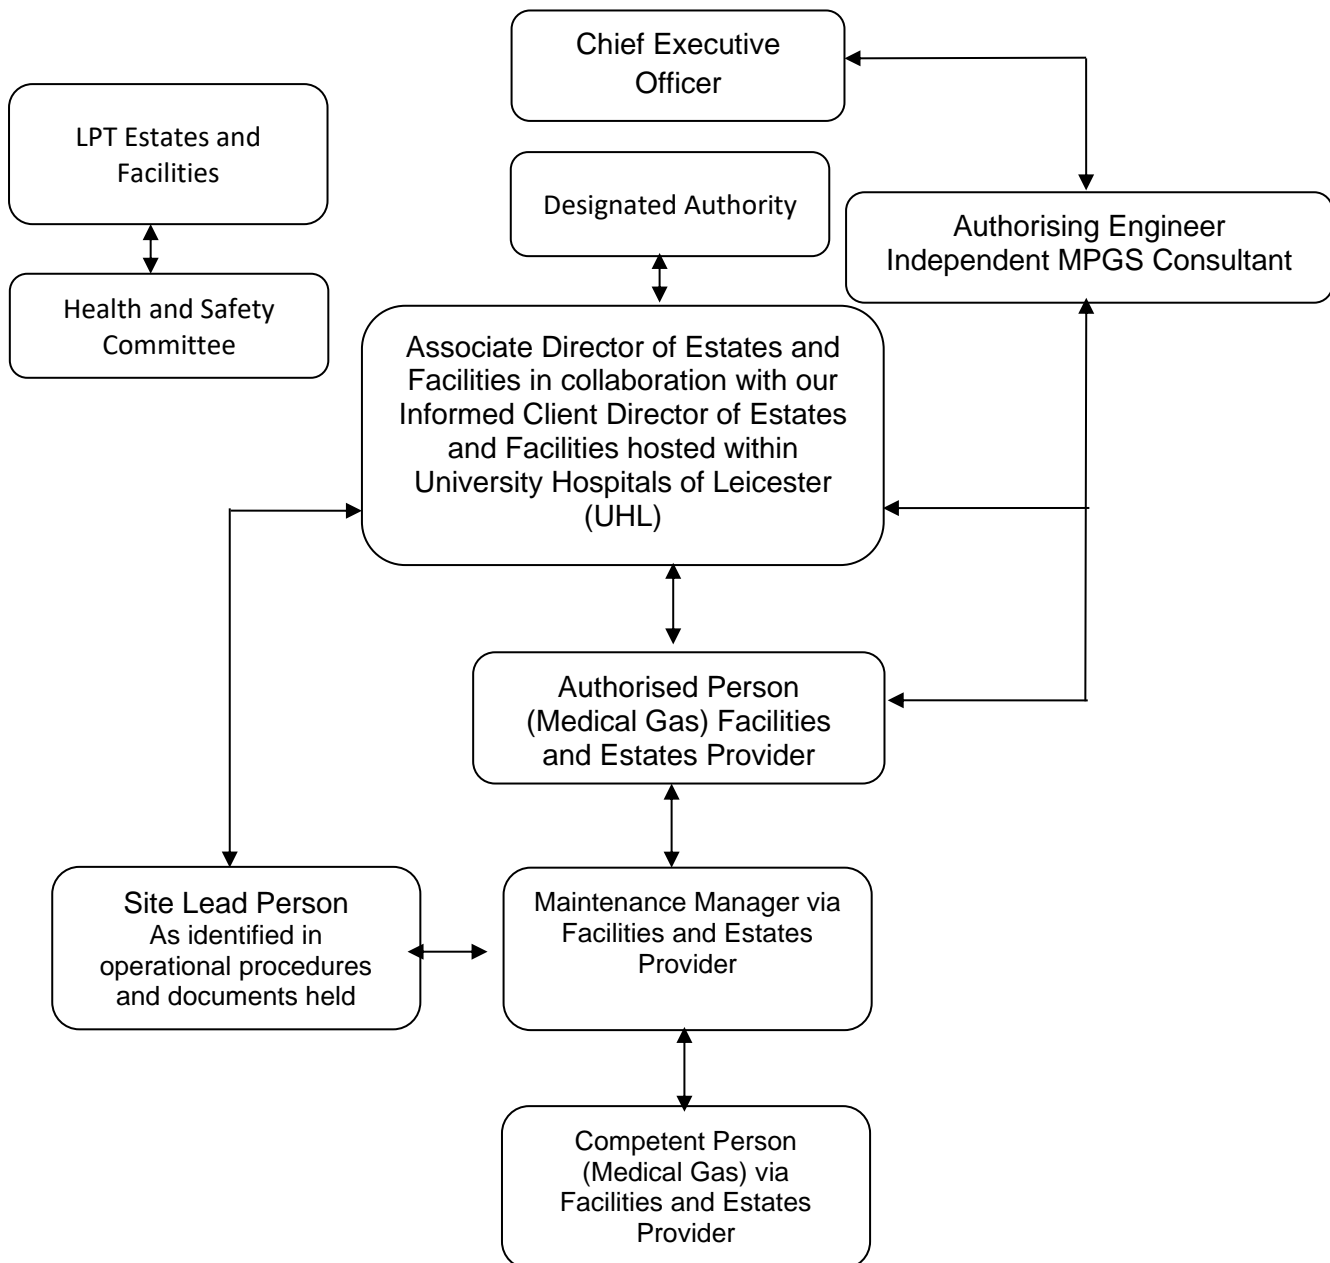 Chief Executive
Officer
LPT Estates and
Facilities
Designated Authority
Authorising Engineer
Independent MPGS Consultant
Health and Safety
Committee
Associate Director of Estates and
Facilities in collaboration with our
Informed Client Director of Estates
and Facilities hosted within
University Hospitals of Leicester
(UHL)
Authorised Person
(Medical Gas) Facilities
and Estates Provider
Site Lead Person
As identified in
operational procedures
and documents held
Maintenance Manager via
Facilities and Estates
Provider
Competent Person
(Medical Gas) via
Facilities and Estates
Provider